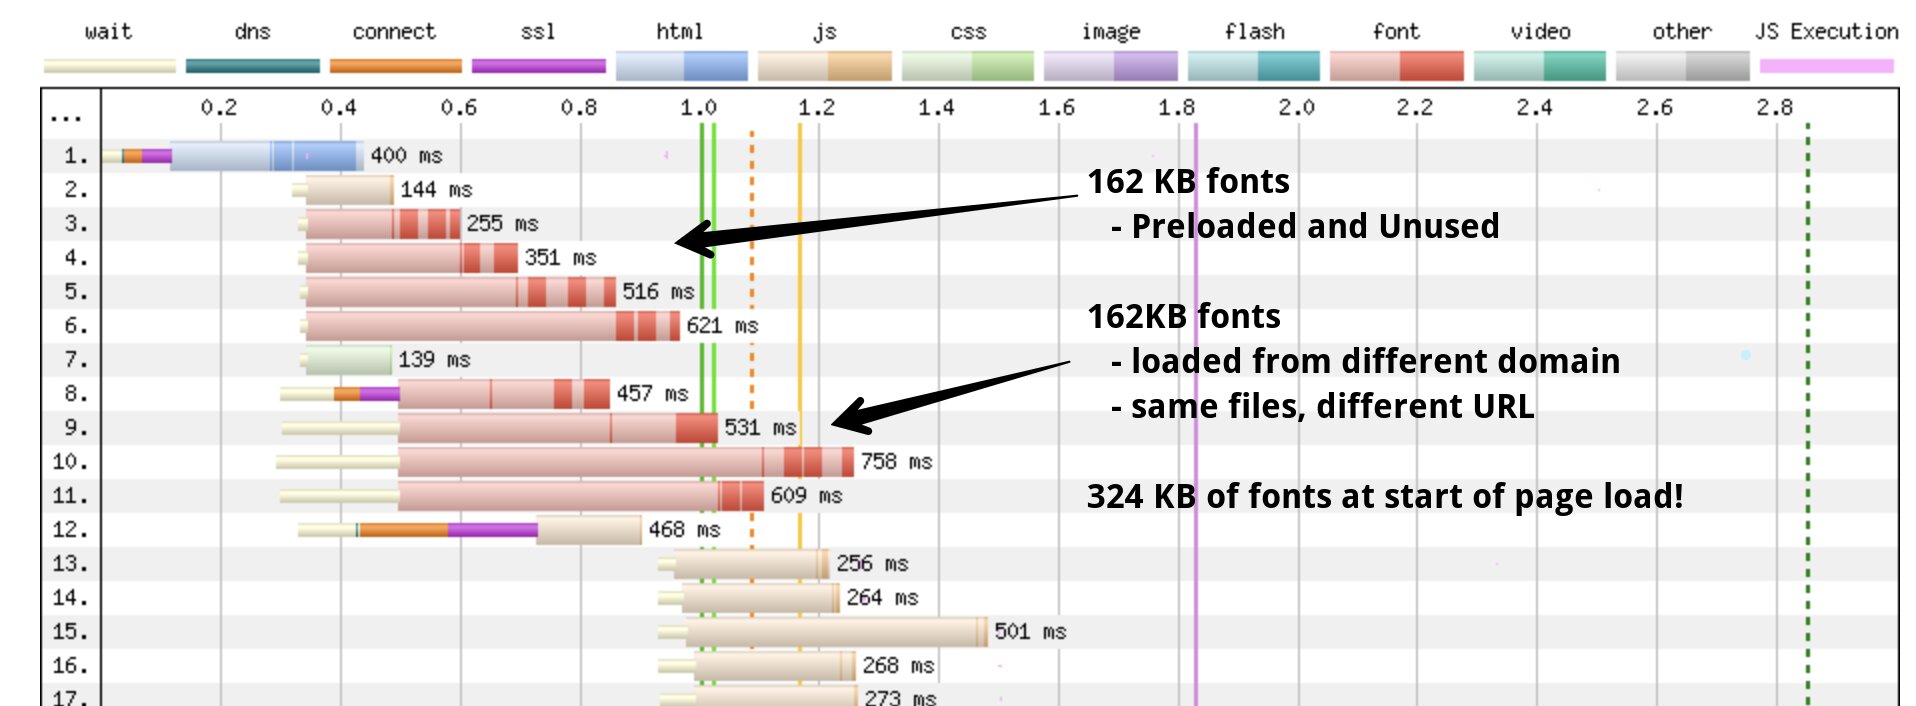 wait dns connect ssl html js css image flash font video other JS Execution
... 0.2 0.4 0.6 0.8 1.0 1.2 1.4 1.6 1.8 2.0 2.2 2.4 2.6 2.8
1. 400 ms
2. 144 ms
3. 255 ms
4. 351 ms
5. 516 ms
6. 621 ms
7. 139 ms
8. 457 ms
9. 531 ms
10. 758 ms
11. 609 ms
12. 468 ms
13. 256 ms
14. 264 ms
15. 501 ms
16. 268 ms
17. 273 ms
162 KB fonts
- Preloaded and Unused
162KB fonts
- loaded from different domain
- same files, different URL
324 KB of fonts at start of page load!